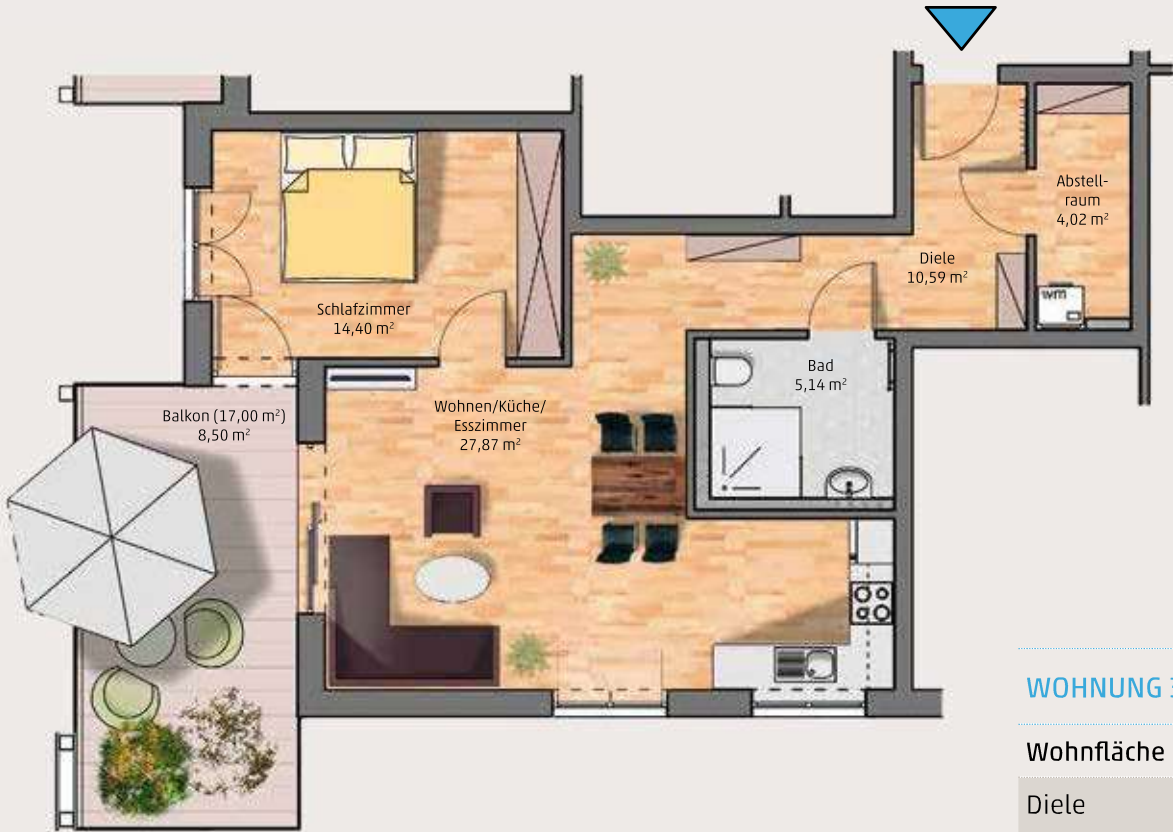 Abstell-
raum
4,02 m²
Diele
10,59 m²
wm
Schlafzimmer
14,40 m²
Bad
5,14 m²
Wohnen/Küche/
Esszimmer
27,87 m²
Balkon (17,00 m²)
8,50 m²
WOHNUNG
Wohnfläche
Diele